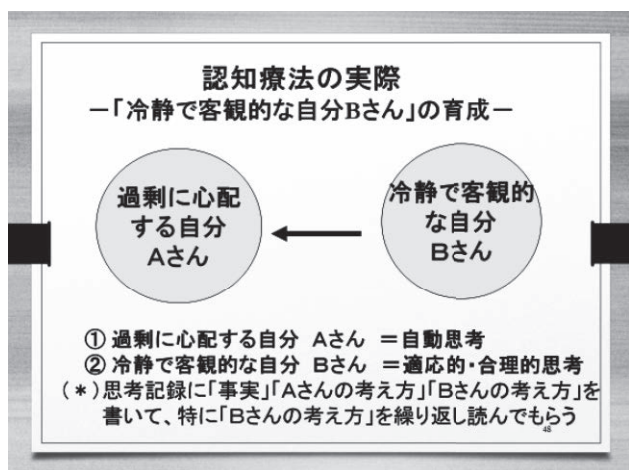 認知療法の実際
－「冷静で客観的な自分Bさん」の育成－
過剰に心配
する自分
Aさん
冷静で客観的
な自分
Bさん
① 過剰に心配する自分 Aさん ＝自動思考
② 冷静で客観的な自分 Bさん ＝適応的・合理的思考
（＊）思考記録に「事実」「Aさんの考え方」「Bさんの考え方」を
書いて、特に「Bさんの考え方」を繰り返し読んでもらう
48